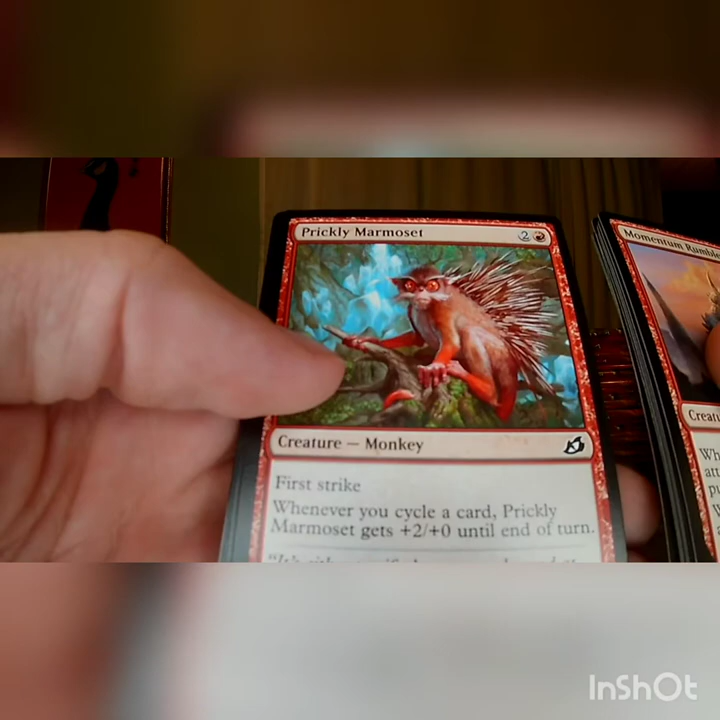 Prickly Marmoset
2
Creature — Monkey
First strike
Whenever you cycle a card, Prickly
Marmoset gets +2/+0 until end of turn.
Momentum Rumble
InShOt